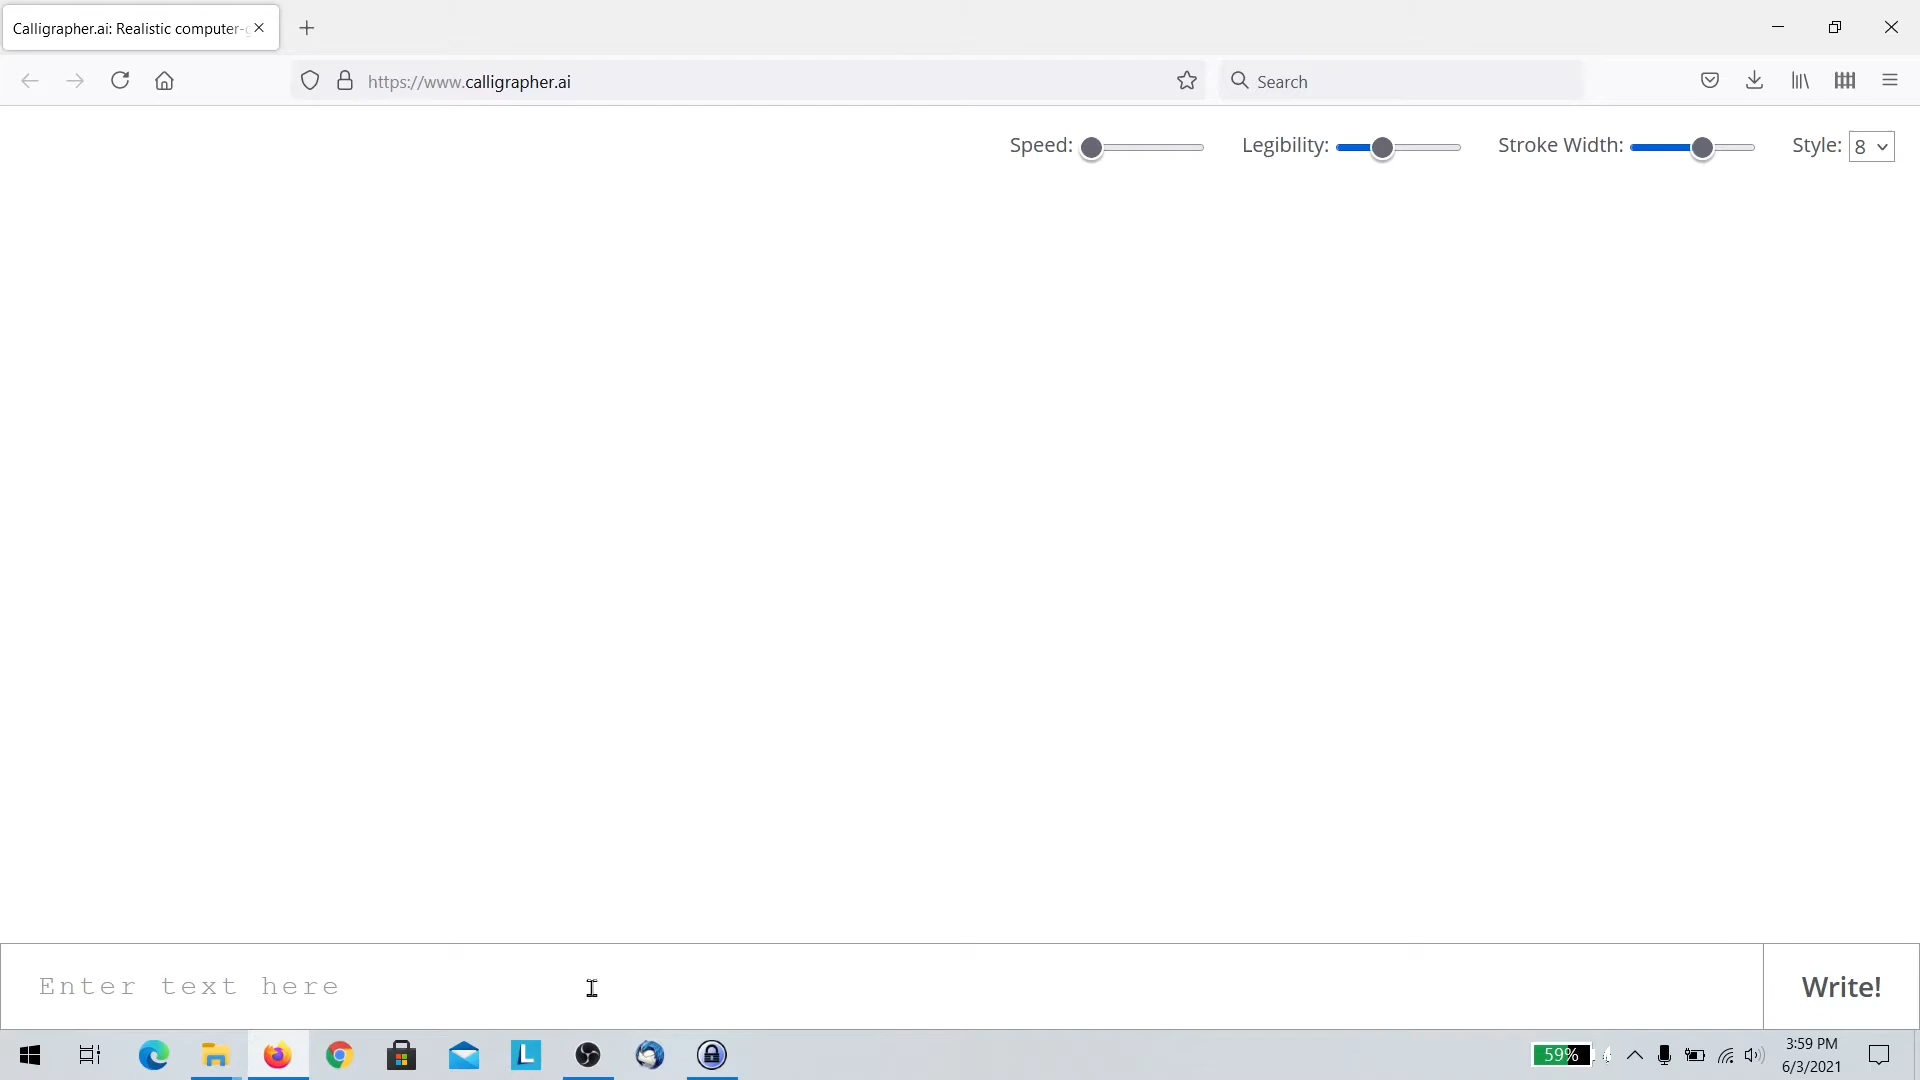 Calligrapher.ai: Realistic computer-g
https://www.calligrapher.ai
Search
Speed:
Legibility:
Stroke Width:
Style: 8
Enter text here
Write!
59%
3:59 PM
6/3/2021